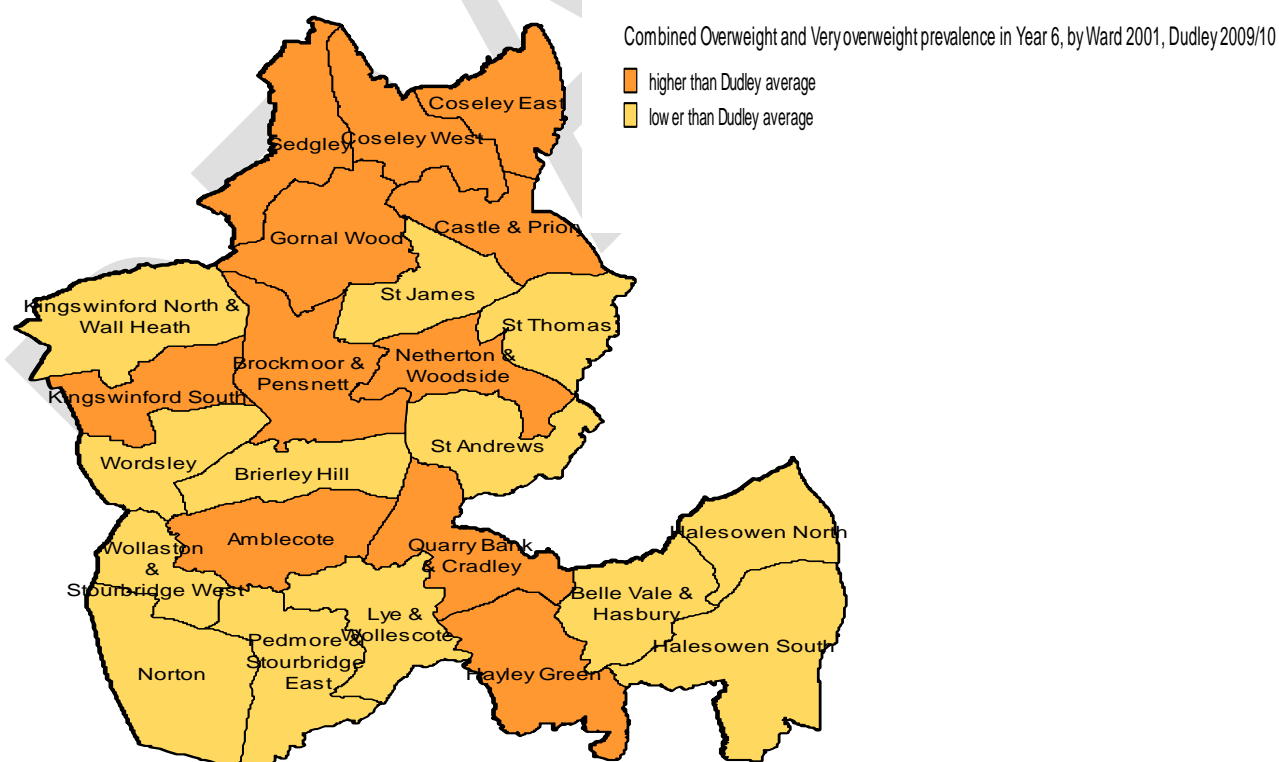 Combined Overweight and Very overweight prevalence in Year 6, by Ward 2001, Dudley 2009/10
higher than Dudley average
lower than Dudley average
Coseley East
Sedgley
Coseley West
Castle & Priory
Gornal Wood
St James
Kingswinford North &
Wall Heath
St Thomas
Brockmoor &
Pensnett
Netherton &
Woodside
Kingswinford South
St Andrews
Wordsley
Brierley Hill
Amblecote
Halesowen North
Quarry Bank
& Cradley
Wollaston
&
Stourbridge West
Belle Vale &
Hasbury
Lye &
Wollescote
Pedmore &
Stourbridge
East
Halesowen South
Norton
Hayley Green